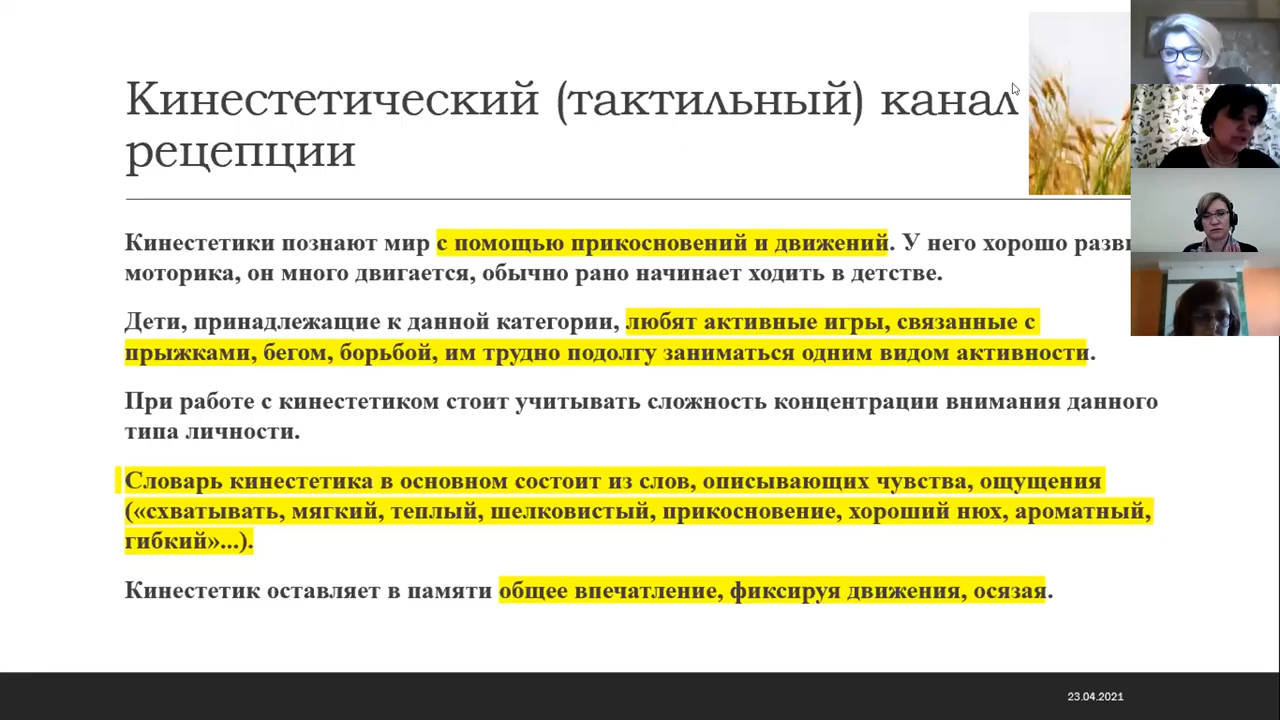 Кинестетический (тактильный) канал
рецепции
Кинестетики познают мир с помощью прикосновений и движений. У него хорошо
моторика, он много двигается, обычно рано начинает ходить в детстве.
Дети, принадлежащие к данной категории, любят активные игры, связанные с
прыжками, бегом, борьбой, им трудно подолгу заниматься одним видом активности.
При работе с кинестетиком стоит учитывать сложность концентрации внимания данного
типа личности.
Словарь кинестетика в основном состоит из слов, описывающих чувства, ощущения
(«схватывать, мягкий, теплый, шелковистый, прикосновение, хороший нюх, ароматный,
гибкий»...).
Кинестетик оставляет в памяти общее впечатление, фиксируя движения, осязая.
23.04.2021